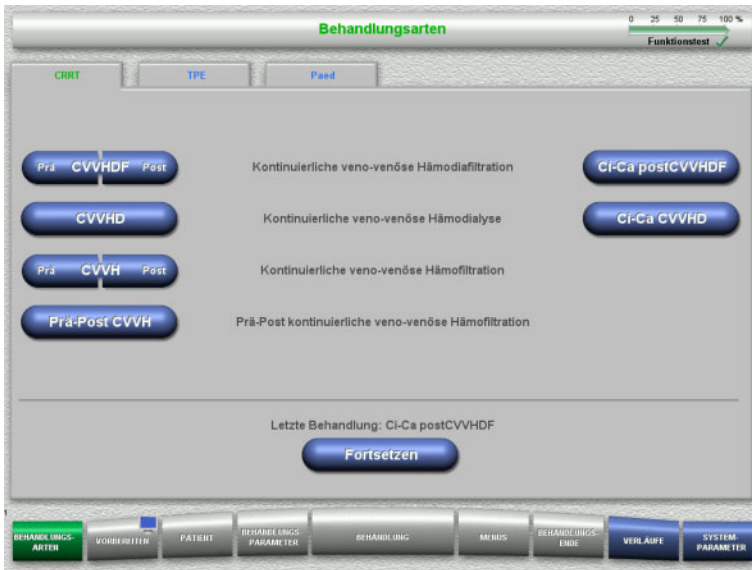 Behandlungsarten
0 25 50 75 100 %
Funktionstest
CRRT TPE Paed
Prä CVVHDF Post Kontinuierliche veno-venöse Hämodiafiltration Ci-Ca postCVVHDF
CVVHD Kontinuierliche veno-venöse Hämodialyse Ci-Ca CVVHD
Prä CVVH Post Kontinuierliche veno-venöse Hämofiltration
Prä-Post CVVH Prä-Post kontinuierliche veno-venöse Hämofiltration
Letzte Behandlung: Ci-Ca postCVVHDF
Fortsetzen
1
BEHANDLUNGS-
ARTEN
VORBEREITEN
PATIENT
BEHANDLUNGS
PARAMETER
BEHANDLUNG
MENUS
BEHANDLUNGS-
ENDE
VERLÄUFE
SYSTEM-
PARAMETER